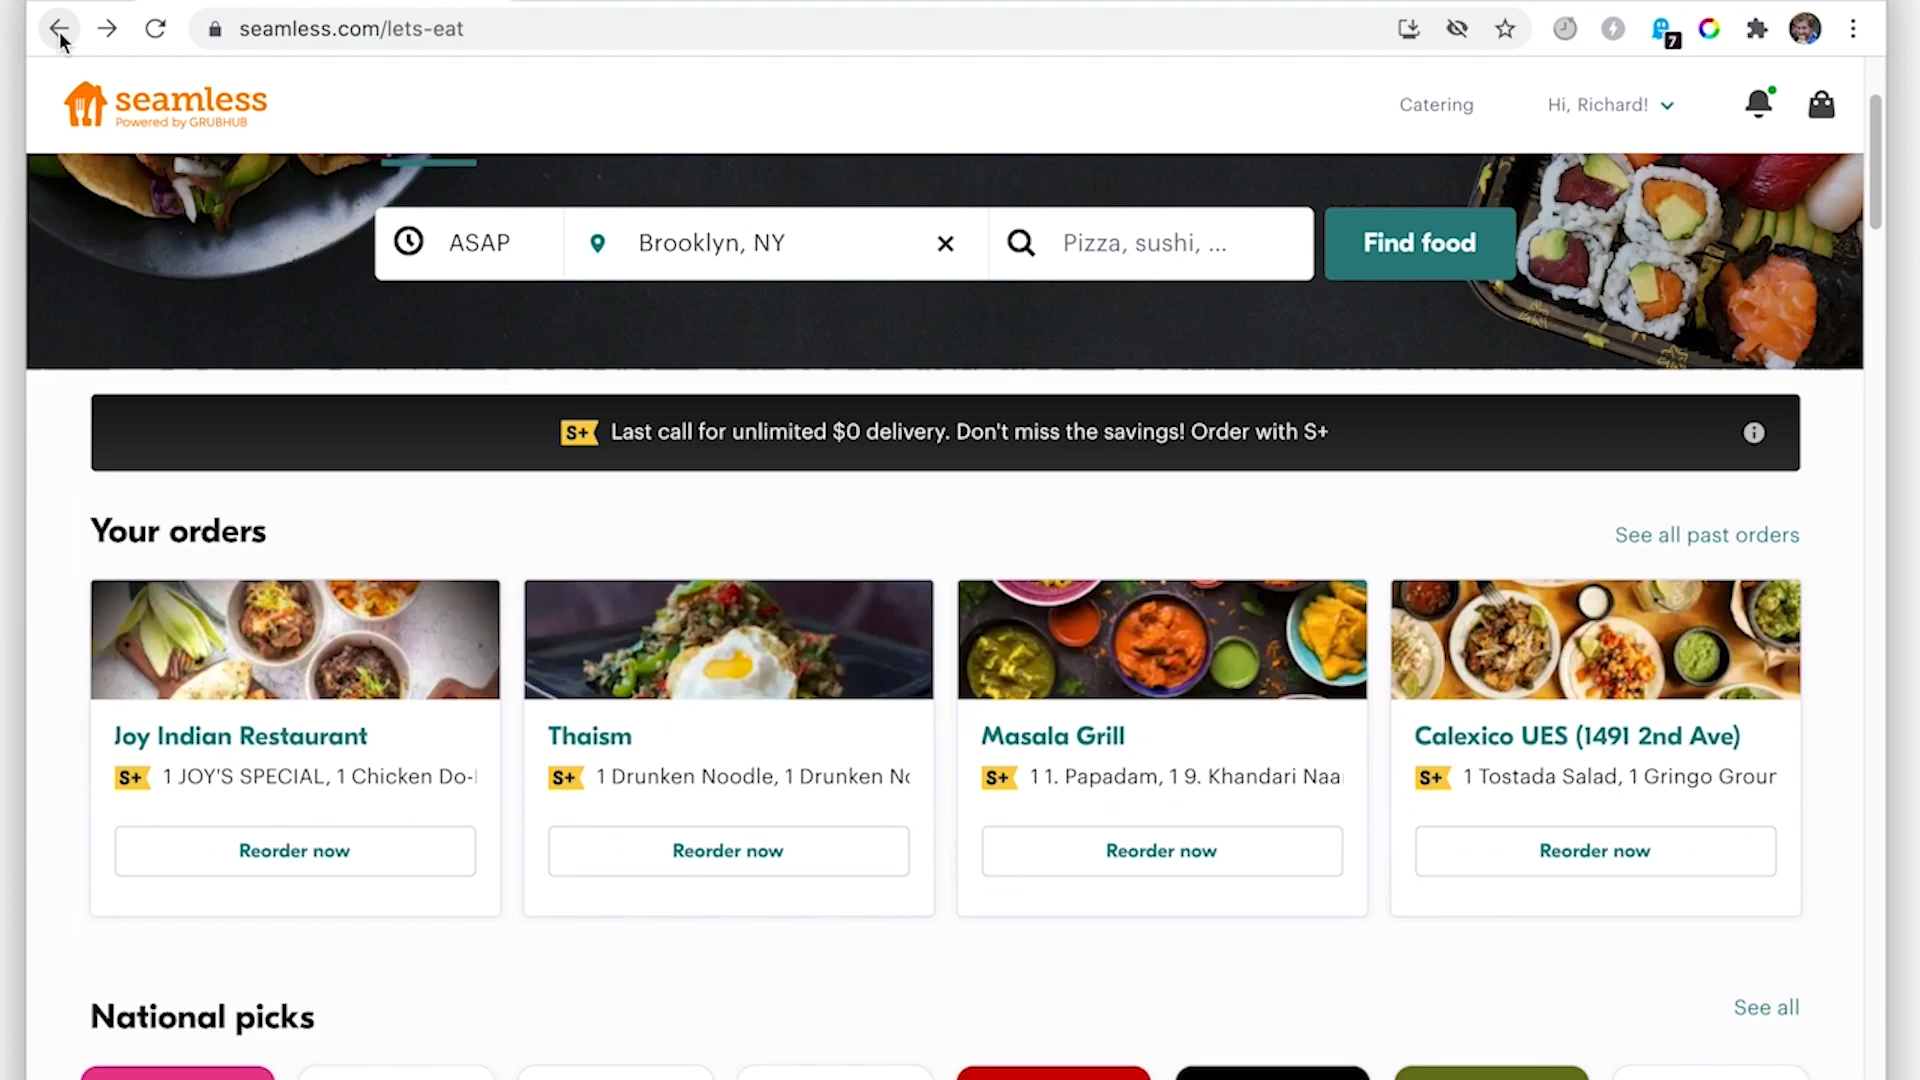 seamless.com/lets-eat
7
seamless
Powered by GRUBHUB
Catering
Hi, Richard!
ASAP
Brooklyn, NY
Pizza, sushi, ...
Find food
S+ Last call for unlimited $0 delivery. Don't miss the savings! Order with S+
Your orders
See all past orders
Joy Indian Restaurant
S+ 1 JOY'S SPECIAL, 1 Chicken Do-
Reorder now
Thaism
S+ 1 Drunken Noodle, 1 Drunken No
Reorder now
Masala Grill
S+ 1 1. Papadam, 1 9. Khandari Naa
Reorder now
Calexico UES (1491 2nd Ave)
S+ 1 Tostada Salad, 1 Gringo Groun
Reorder now
National picks
See all